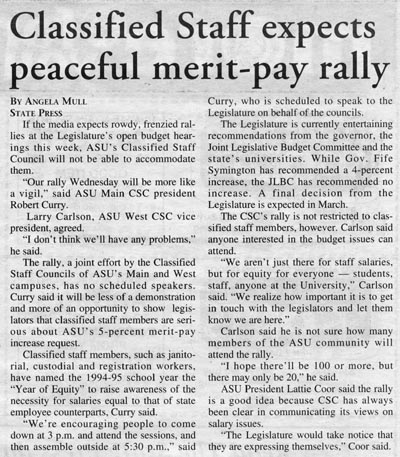 Classified Staff expects
peaceful merit-pay rally
BY ANGELA MULL
STATE PRESS
If the media expects rowdy, frenzied ral-
lies at the Legislature's open budget hear-
ings this week, ASU's Classified Staff
Council will not be able to accommodate
them.
"Our rally Wednesday will be more like
a vigil," said ASU Main CSC president
Robert Curry.
Larry Carlson, ASU West CSC vice
president, agreed.
"I don't think we'll have any problems,"
he said.
The rally, a joint effort by the Classified
Staff Councils of ASU's Main and West
campuses, has no scheduled speakers.
Curry said it will be less of a demonstration
and more of an opportunity to show legis-
lators that classified staff members are seri-
ous about ASU's 5-percent merit-pay
increase request.
Classified staff members, such as janito-
rial, custodial and registration workers,
have named the 1994-95 school year the
"Year of Equity" to raise awareness of the
necessity for salaries equal to that of state
employee counterparts, Curry said.
"We're encouraging people to come
down at 3 p.m. and attend the sessions, and
then assemble outside at 5:30 p.m.," said
Curry, who is scheduled to speak to the
Legislature on behalf of the councils.
The Legislature is currently entertaining
recommendations from the governor, the
Joint Legislative Budget Committee and the
state's universities. While Gov. Fife
Symington has recommended a 4-percent
increase, the JLBC has recommended no
increase. A final decision from the
Legislature is expected in March.
The CSC's rally is not restricted to clas-
sified staff members, however. Carlson said
anyone interested in the budget issues can
attend.
"We aren't just there for staff salaries,
but for equity for everyone — students,
staff, anyone at the University," Carlson
said. "We realize how important it is to get
in touch with the legislators and let them
know we are here."
Carlson said he is not sure how many
members of the ASU community will
attend the rally.
"I hope there'll be 100 or more, but
there may only be 20," he said.
ASU President Lattie Coor said the rally
is a good idea because CSC has always
been clear in communicating its views on
salary issues.
"The Legislature would take notice that
they are expressing themselves," Coor said.